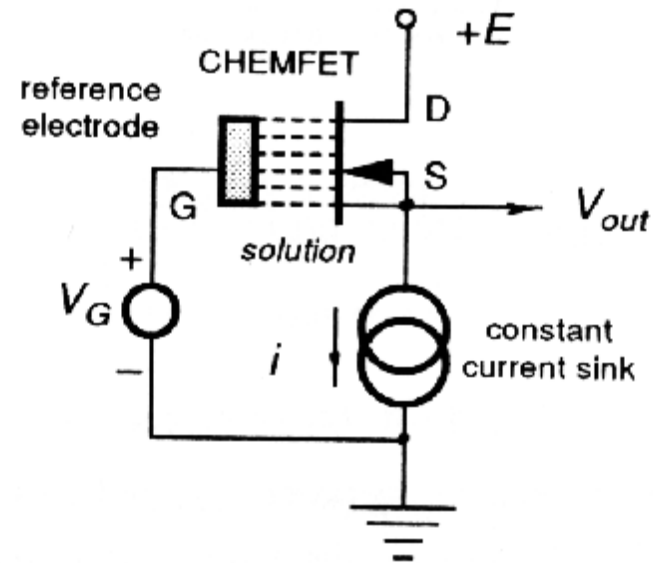 +E
CHEMFET
reference
electrode
D
S
G
V_out
solution
+
V_G
i
constant
current sink
–